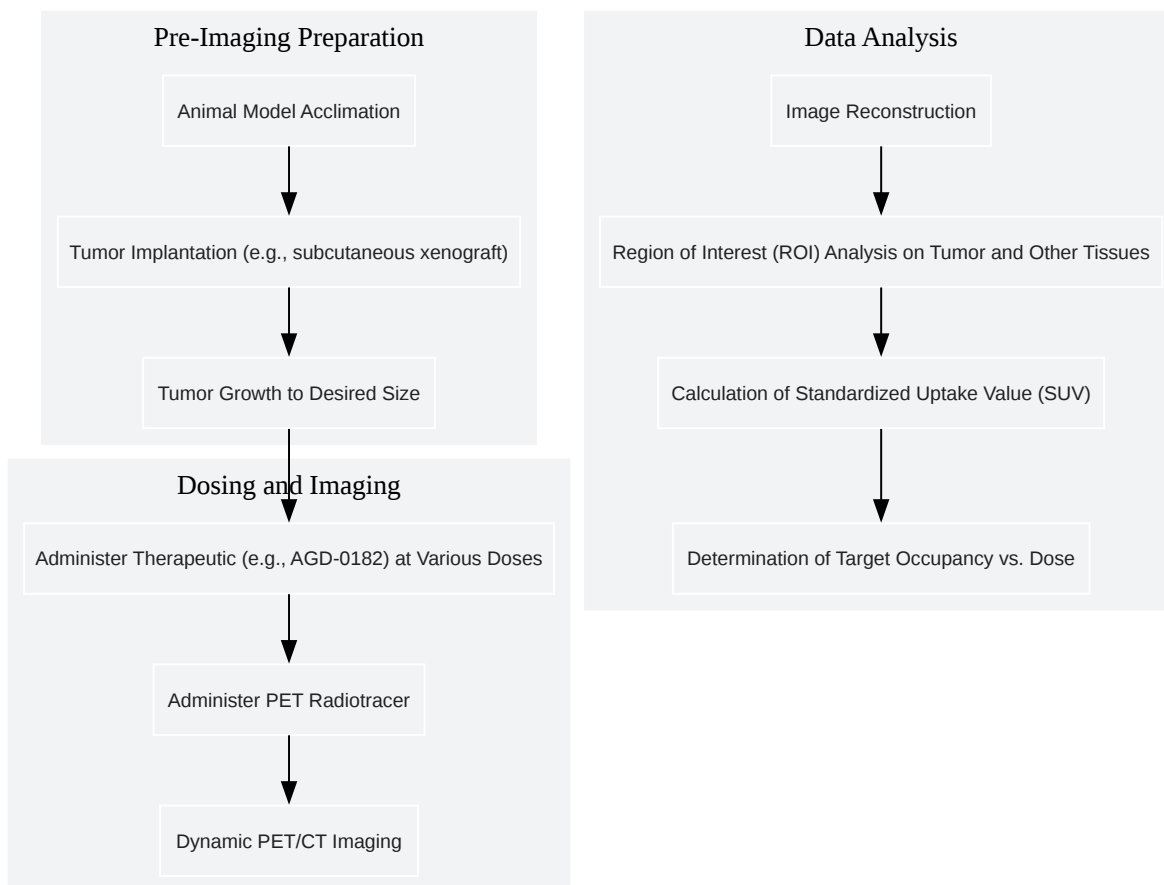 Pre-Imaging Preparation
Animal Model Acclimation
Tumor Implantation (e.g., subcutaneous xenograft)
Tumor Growth to Desired Size
Dosing and Imaging
Administer Therapeutic (e.g., AGD-0182) at Various Doses
Administer PET Radiotracer
Dynamic PET/CT Imaging
Data Analysis
Image Reconstruction
Region of Interest (ROI) Analysis on Tumor and Other Tissues
Calculation of Standardized Uptake Value (SUV)
Determination of Target Occupancy vs. Dose